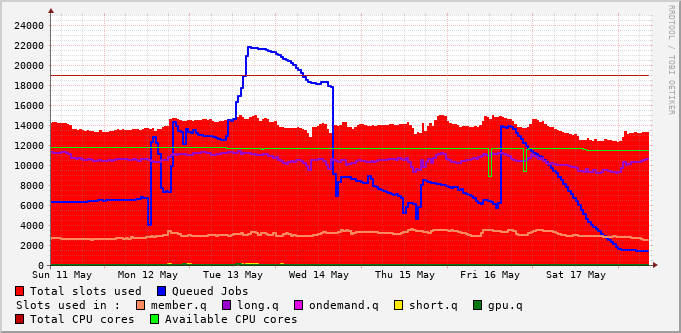 24000
22000
20000
18000
16000
14000
12000
10000
8000
6000
4000
2000
0
Sun 11 May Mon 12 May Tue 13 May Wed 14 May Thu 15 May Fri 16 May Sat 17 May
Total slots used Queued Jobs
Slots used in : member.q long.q ondemand.q short.q gpu.q
Total CPU cores Available CPU cores
RRDTOOL / TOBI OETIKER